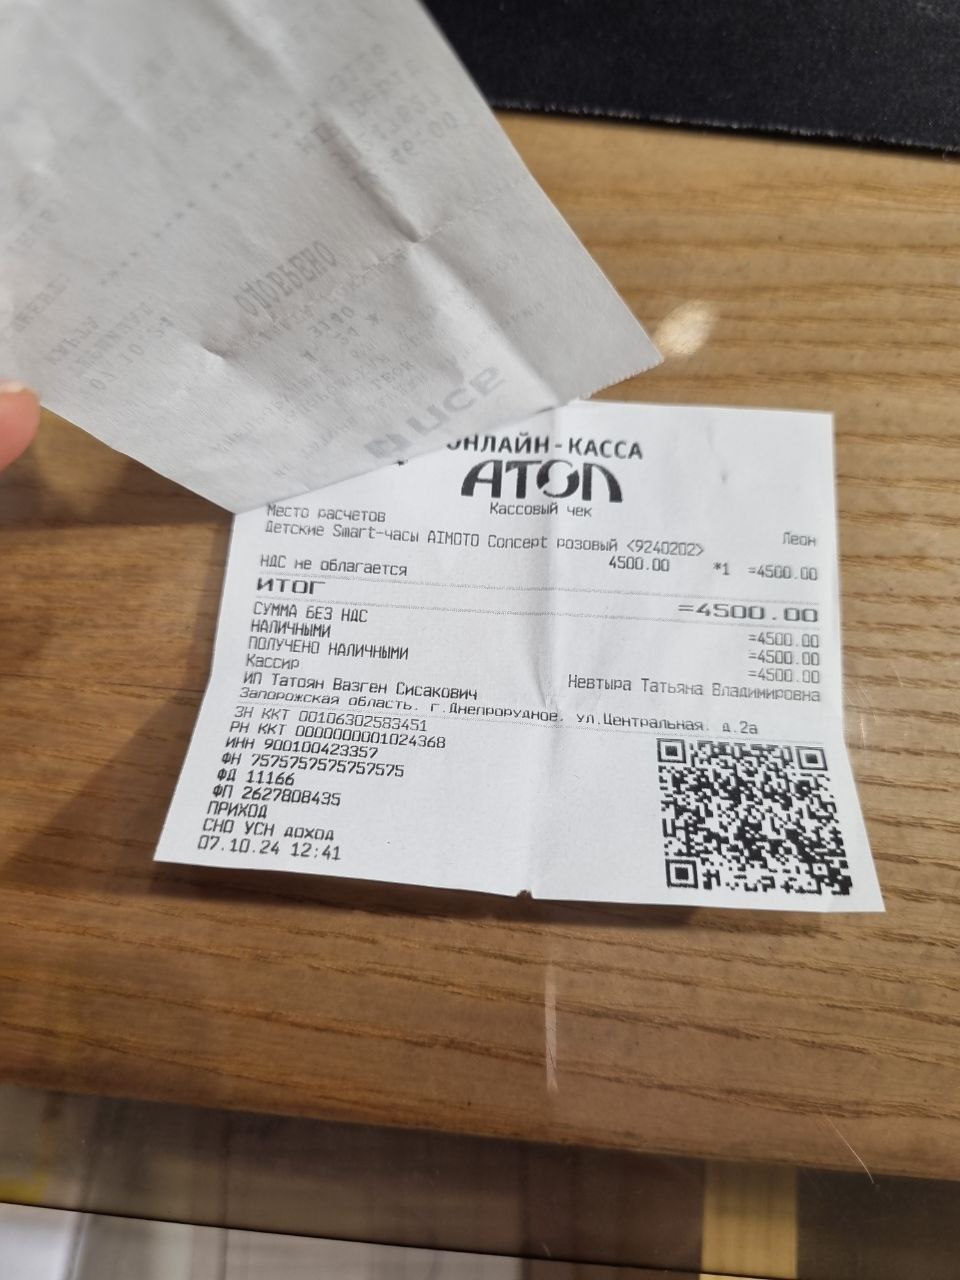 ОДОБРЕНО
ПСБ
ОНЛАЙН-КАССА
АТОЛ
Кассовый чек
Место расчетов Леон
Детские Smart-часы AIMOTO Concept розовый <9240202>
4500.00 *1 =4500.00
НДС не облагается
ИТОГ =4500.00
СУММА БЕЗ НДС =4500.00
НАЛИЧНЫМИ =4500.00
ПОЛУЧЕНО НАЛИЧНЫМИ =4500.00
Кассир Невтыра Татьяна Владимировна
ИП Татоян Вазген Сисакович
Запорожская область, г.Днепрорудное, ул.Центральная, д.2а
ЗН ККТ 00106302583451
РН ККТ 0000000001024368
ИНН 900100423357
ФН 7575757575757575
ФД 11166
ФП 2627808435
ПРИХОД
СНО УСН доход
07.10.24 12:41